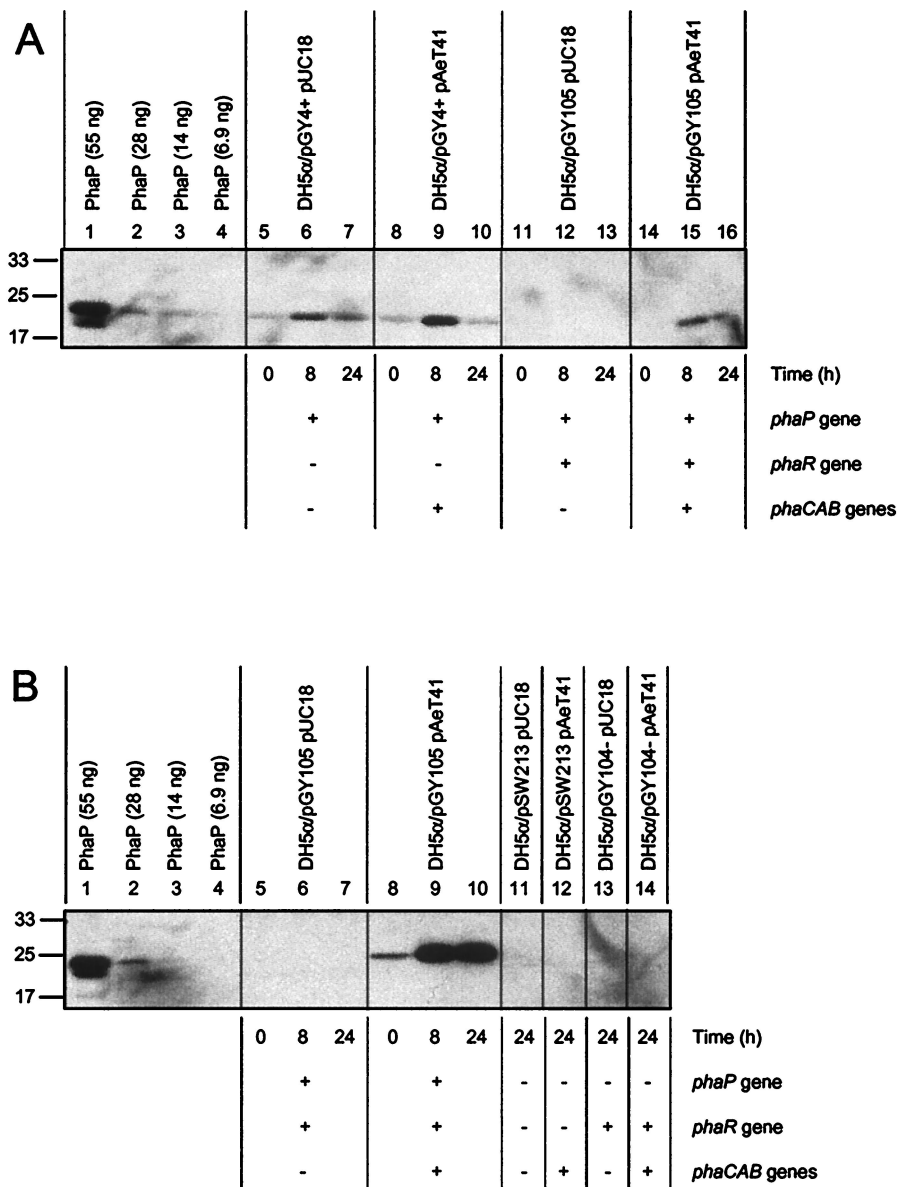 A
PhaP (55 ng)
PhaP (28 ng)
PhaP (14 ng)
PhaP (6.9 ng)
DH5α/pGY4+ pUC18
DH5α/pGY4+ pAeT41
DH5α/pGY105 pUC18
DH5α/pGY105 pAeT41
1 2 3 4 5 6 7 8 9 10 11 12 13 14 15 16
33
25
17
0 8 24 0 8 24 0 8 24 0 8 24 Time (h)
+ + + + phaP gene
- - + + phaR gene
- + - + phaCAB genes
B
PhaP (55 ng)
PhaP (28 ng)
PhaP (14 ng)
PhaP (6.9 ng)
DH5α/pGY105 pUC18
DH5α/pGY105 pAeT41
DH5α/pSW213 pUC18
DH5α/pSW213 pAeT41
DH5α/pGY104- pUC18
DH5α/pGY104- pAeT41
1 2 3 4 5 6 7 8 9 10 11 12 13 14
33
25
17
0 8 24 0 8 24 24 24 24 24 Time (h)
+ + - - - - phaP gene
+ + - - + + phaR gene
- + - + - + phaCAB genes